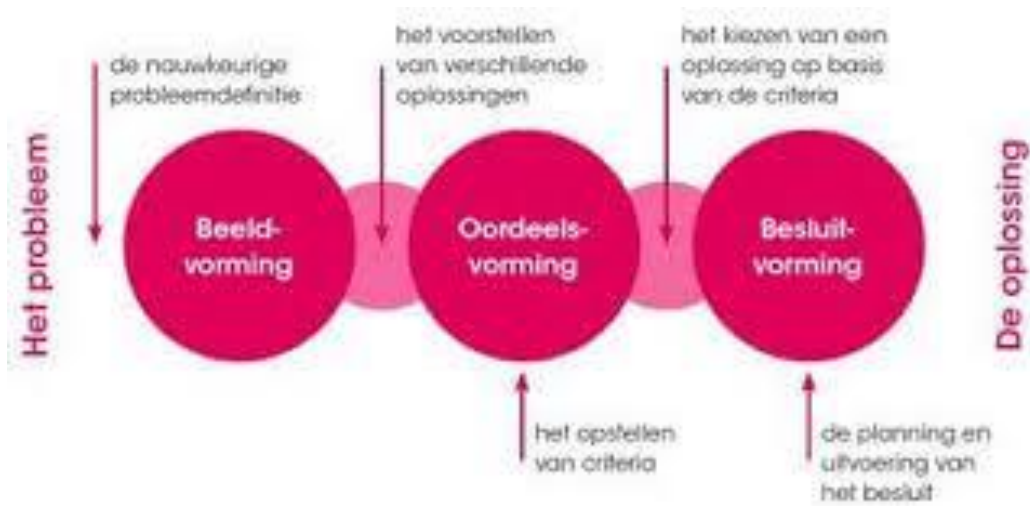 Het probleem
de nauwkeurige
probleemdefinitie
het voorstellen
van verschillende
oplossingen
het kiezen van een
oplossing op basis
van de criteria
Beeld-
vorming
Oordeels-
vorming
Besluit-
vorming
het opstellen
van criteria
de planning en
uitvoering van
het besluit
De oplossing